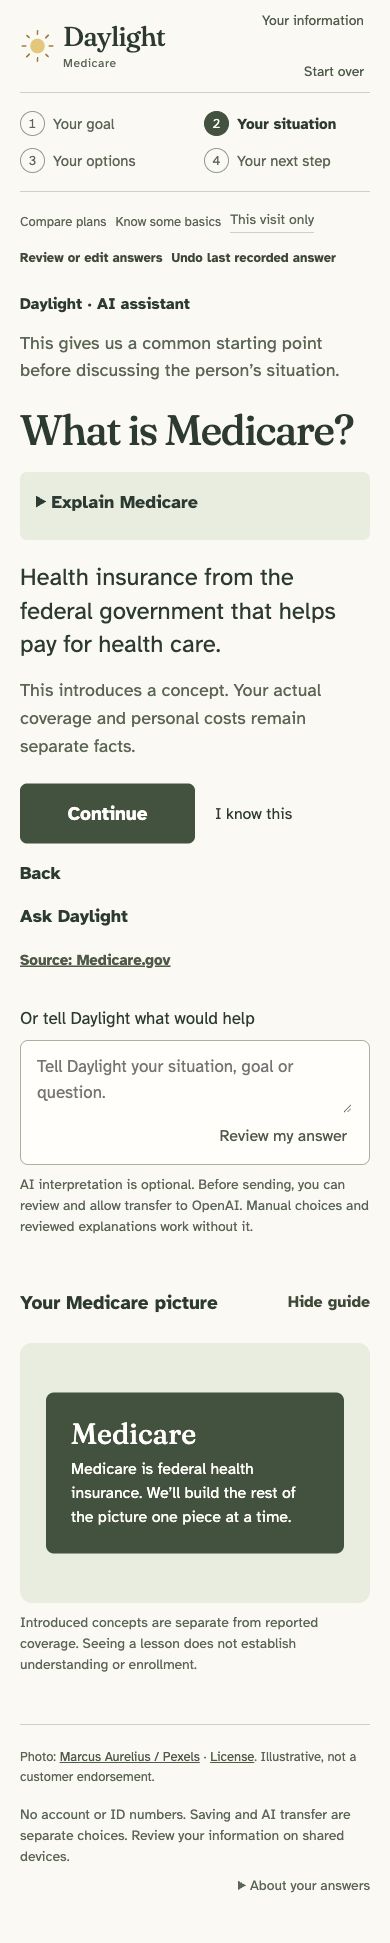 Daylight
Medicare
Your information
Start over
1 Your goal
2 Your situation
3 Your options
4 Your next step
Compare plans Know some basics This visit only
Review or edit answers Undo last recorded answer
Daylight · AI assistant
This gives us a common starting point
before discussing the person’s situation.
What is Medicare?
Explain Medicare
Health insurance from the
federal government that helps
pay for health care.
This introduces a concept. Your actual
coverage and personal costs remain
separate facts.
Continue
I know this
Back
Ask Daylight
Source: Medicare.gov
Or tell Daylight what would help
Tell Daylight your situation, goal or
question.
Review my answer
AI interpretation is optional. Before sending, you can
review and allow transfer to OpenAI. Manual choices and
reviewed explanations work without it.
Your Medicare picture
Hide guide
Medicare
Medicare is federal health
insurance. We’ll build the rest of
the picture one piece at a time.
Introduced concepts are separate from reported
coverage. Seeing a lesson does not establish
understanding or enrollment.
Photo: Marcus Aurelius / Pexels · License. Illustrative, not a
customer endorsement.
No account or ID numbers. Saving and AI transfer are
separate choices. Review your information on shared
devices.
About your answers